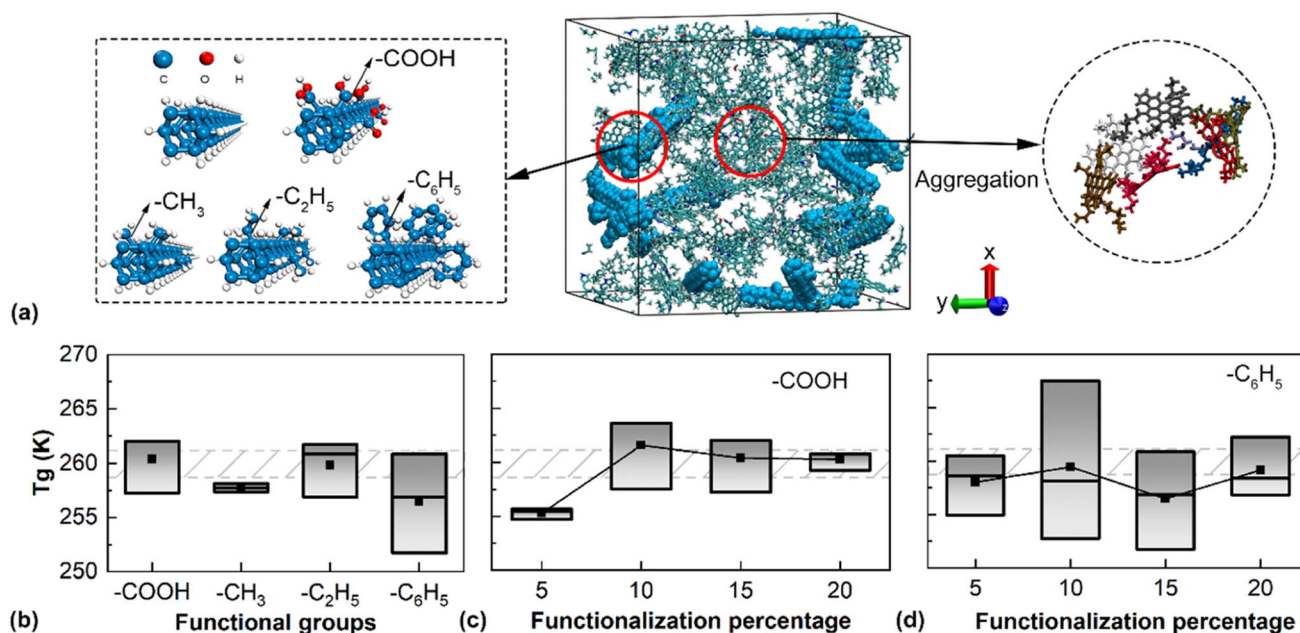 -COOH
C O H
-CH₃
-C₂H₅
-C₆H₅
Aggregation
x
y
z
(a)
270
265
260
255
250
Tg (K)
-COOH -CH₃ -C₂H₅ -C₆H₅
(b) Functional groups
-COOH
5 10 15 20
(c) Functionalization percentage
-C₆H₅
5 10 15 20
(d) Functionalization percentage